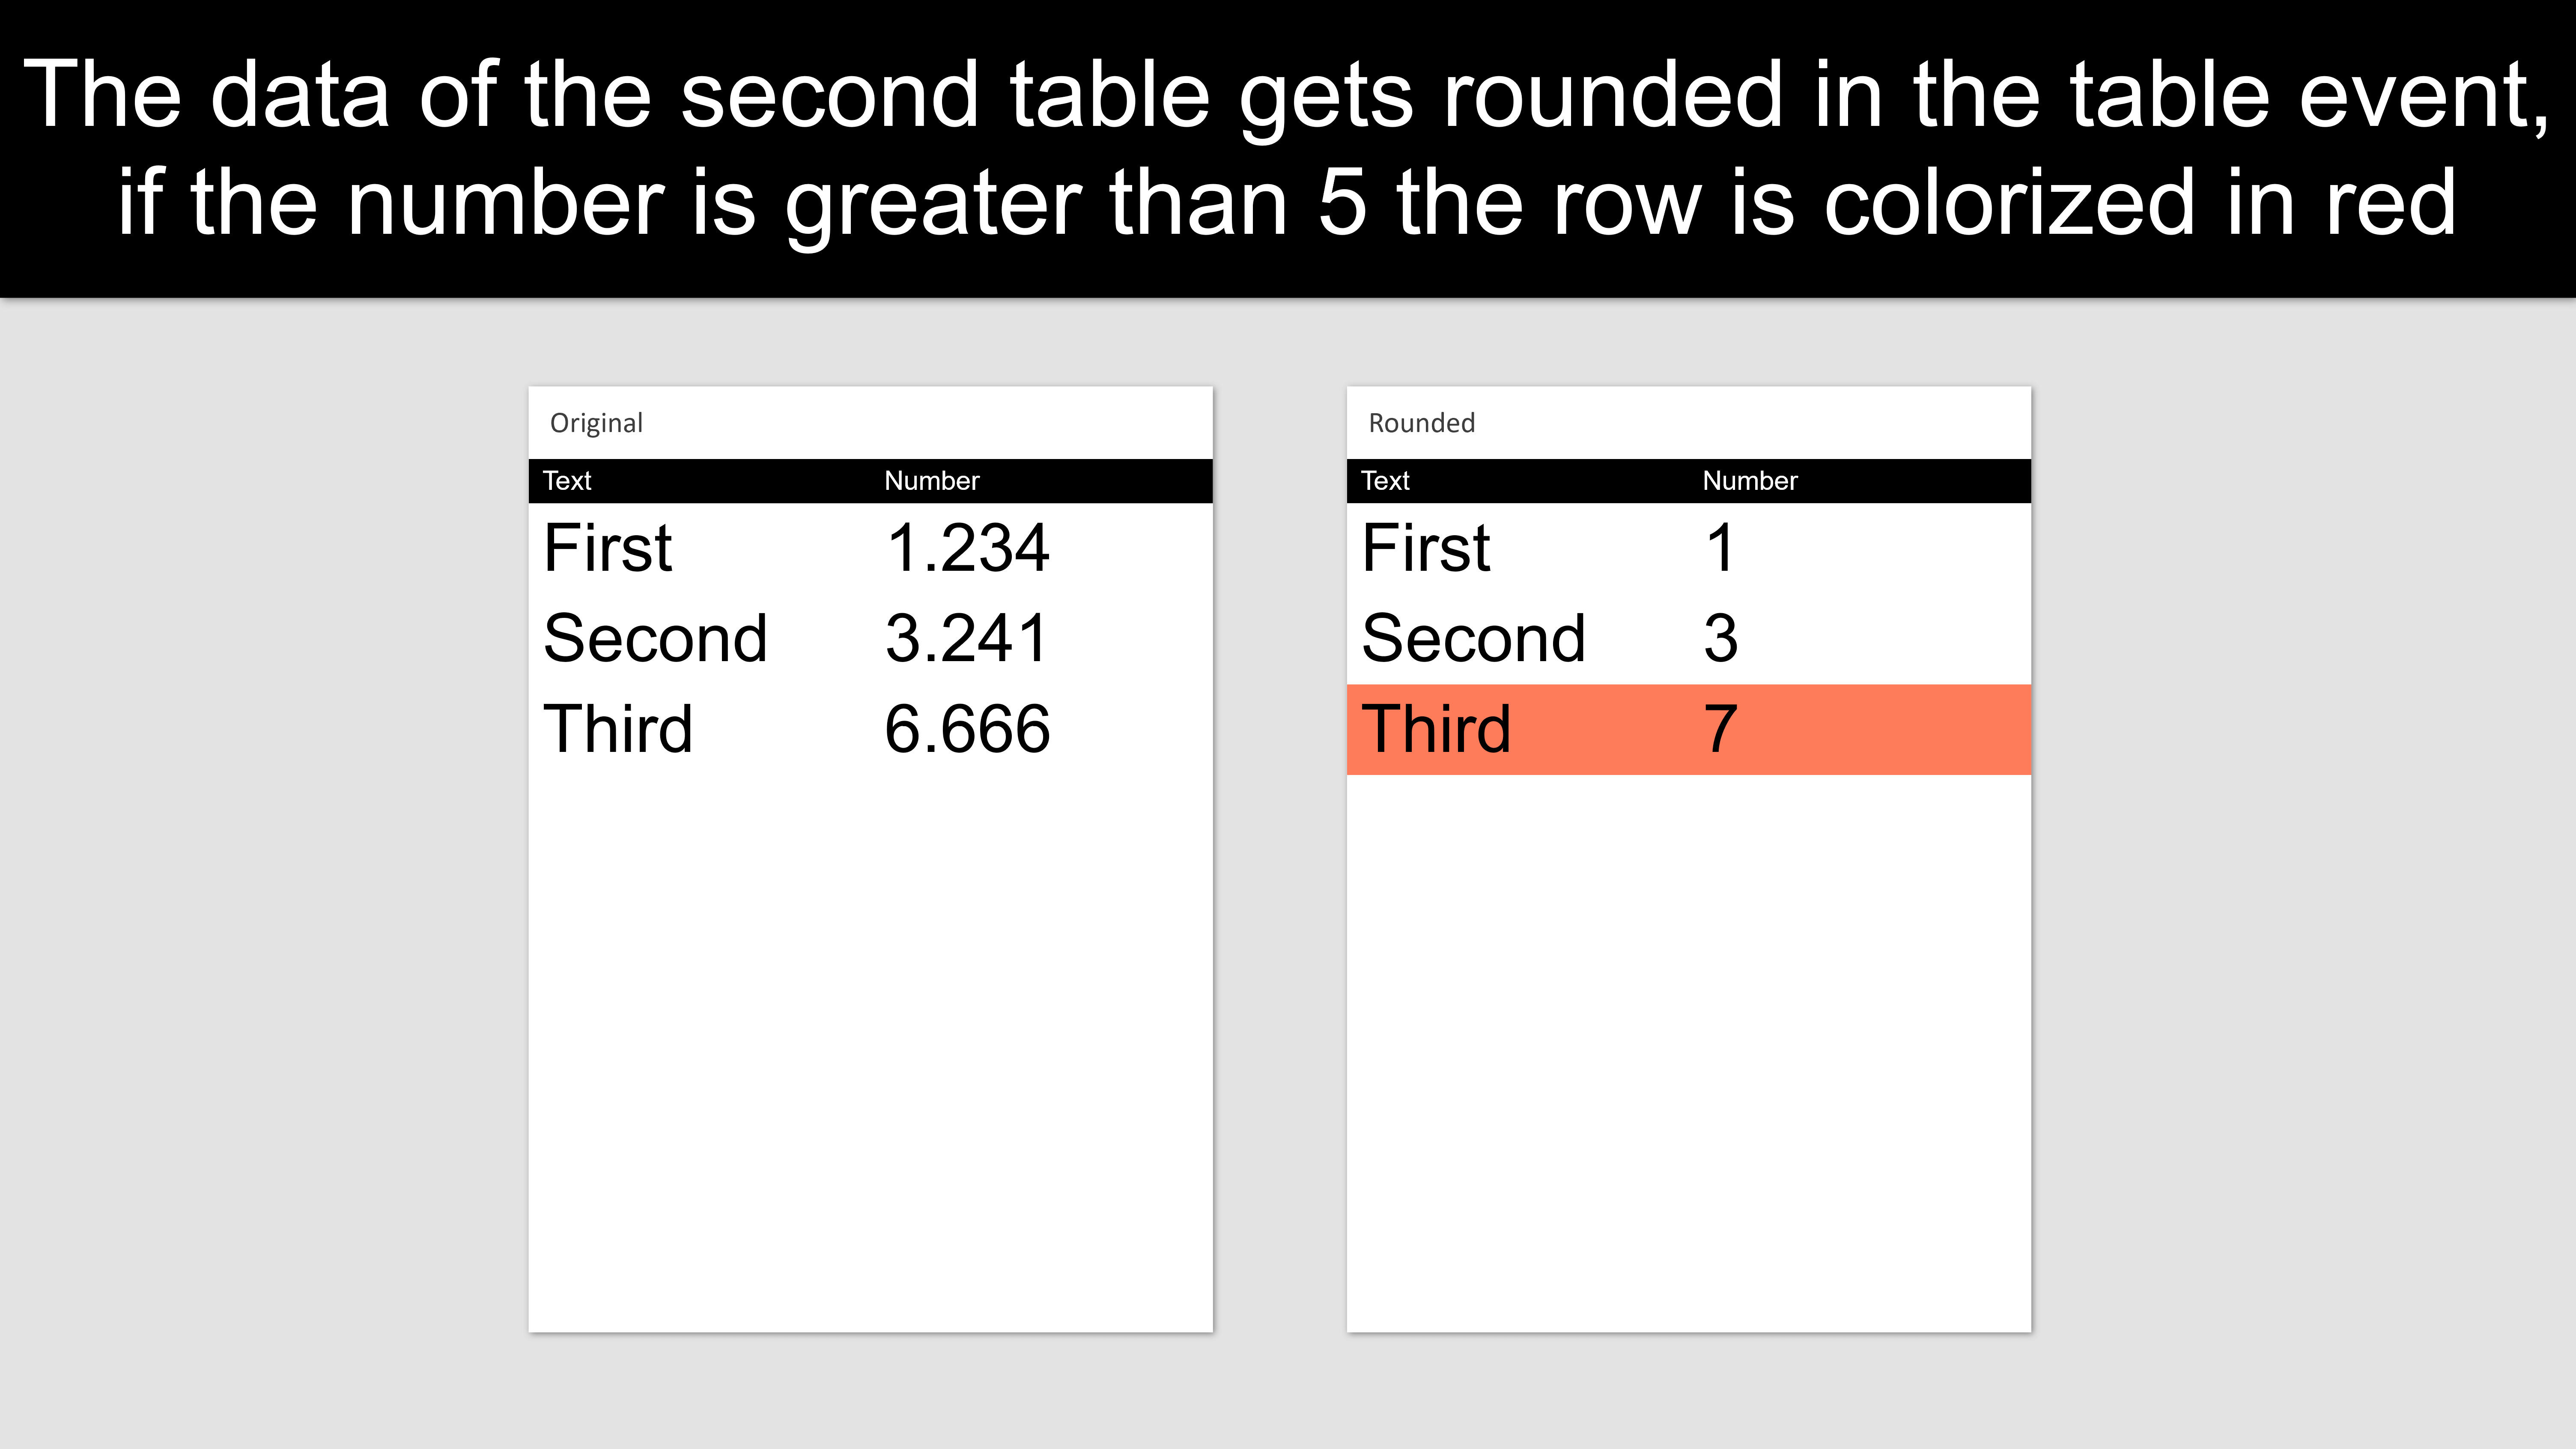 The data of the second table gets rounded in the table event,
if the number is greater than 5 the row is colorized in red
Original
Text Number
First 1.234
Second 3.241
Third 6.666
Rounded
Text Number
First 1
Second 3
Third 7